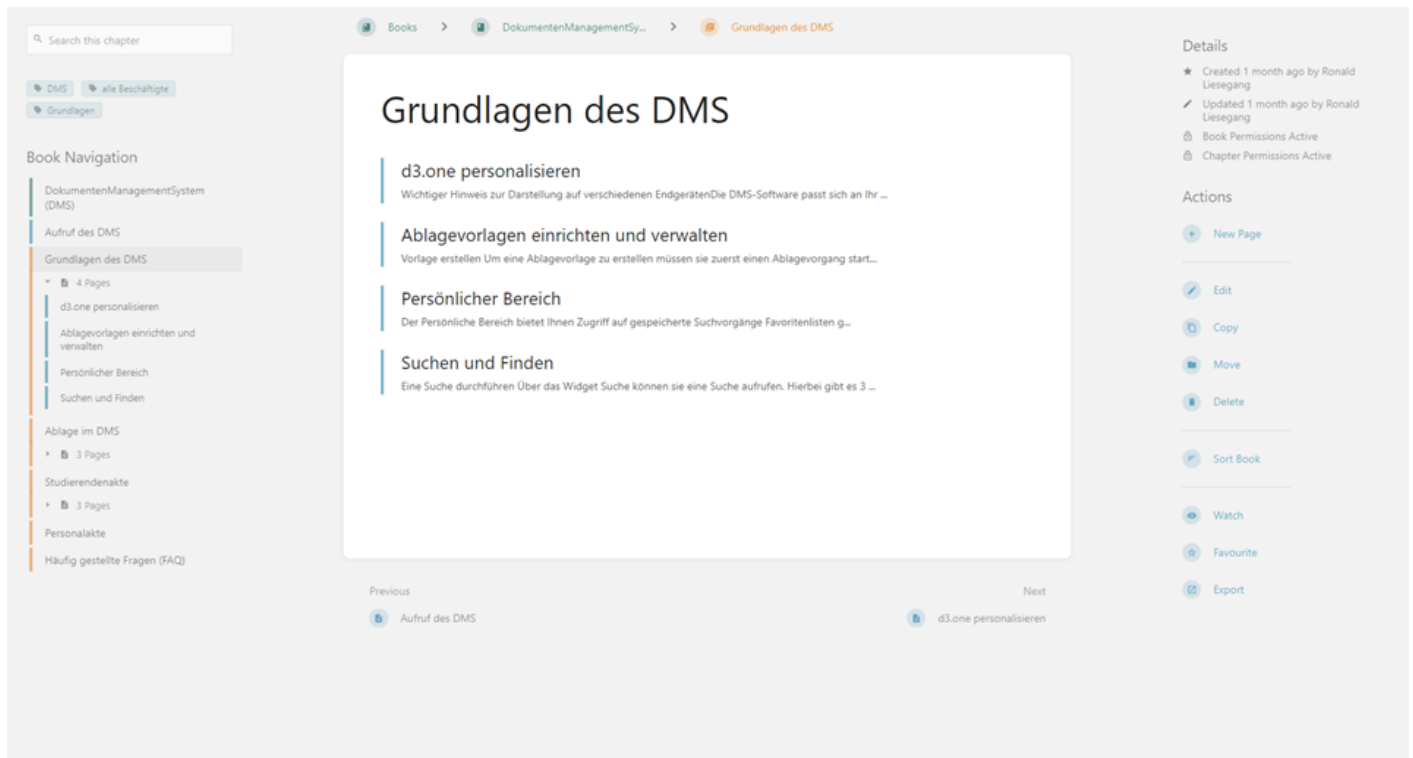 Search this chapter
DMS
alle Beschäftigte
Grundlagen
Book Navigation
DokumentenManagementSystem
(DMS)
Aufruf des DMS
Grundlagen des DMS
4 Pages
d3.one personalisieren
Ablagevorlagen einrichten und
verwalten
Persönlicher Bereich
Suchen und Finden
Ablage im DMS
3 Pages
Studierendenakte
3 Pages
Personalakte
Häufig gestellte Fragen (FAQ)
Books > DokumentenManagementSy... > Grundlagen des DMS
Grundlagen des DMS
d3.one personalisieren
Wichtiger Hinweis zur Darstellung auf verschiedenen EndgerätenDie DMS-Software passt sich an Ihr ...
Ablagevorlagen einrichten und verwalten
Vorlage erstellen Um eine Ablagevorlage zu erstellen müssen sie zuerst einen Ablagevorgang start...
Persönlicher Bereich
Der Persönliche Bereich bietet Ihnen Zugriff auf gespeicherte Suchvorgänge Favoritenlisten g...
Suchen und Finden
Eine Suche durchführen Über das Widget Suche können sie eine Suche aufrufen. Hierbei gibt es 3 ...
Previous
Aufruf des DMS
Next
d3.one personalisieren
Details
Created 1 month ago by Ronald
Liesegang
Updated 1 month ago by Ronald
Liesegang
Book Permissions Active
Chapter Permissions Active
Actions
New Page
Edit
Copy
Move
Delete
Sort Book
Watch
Favourite
Export